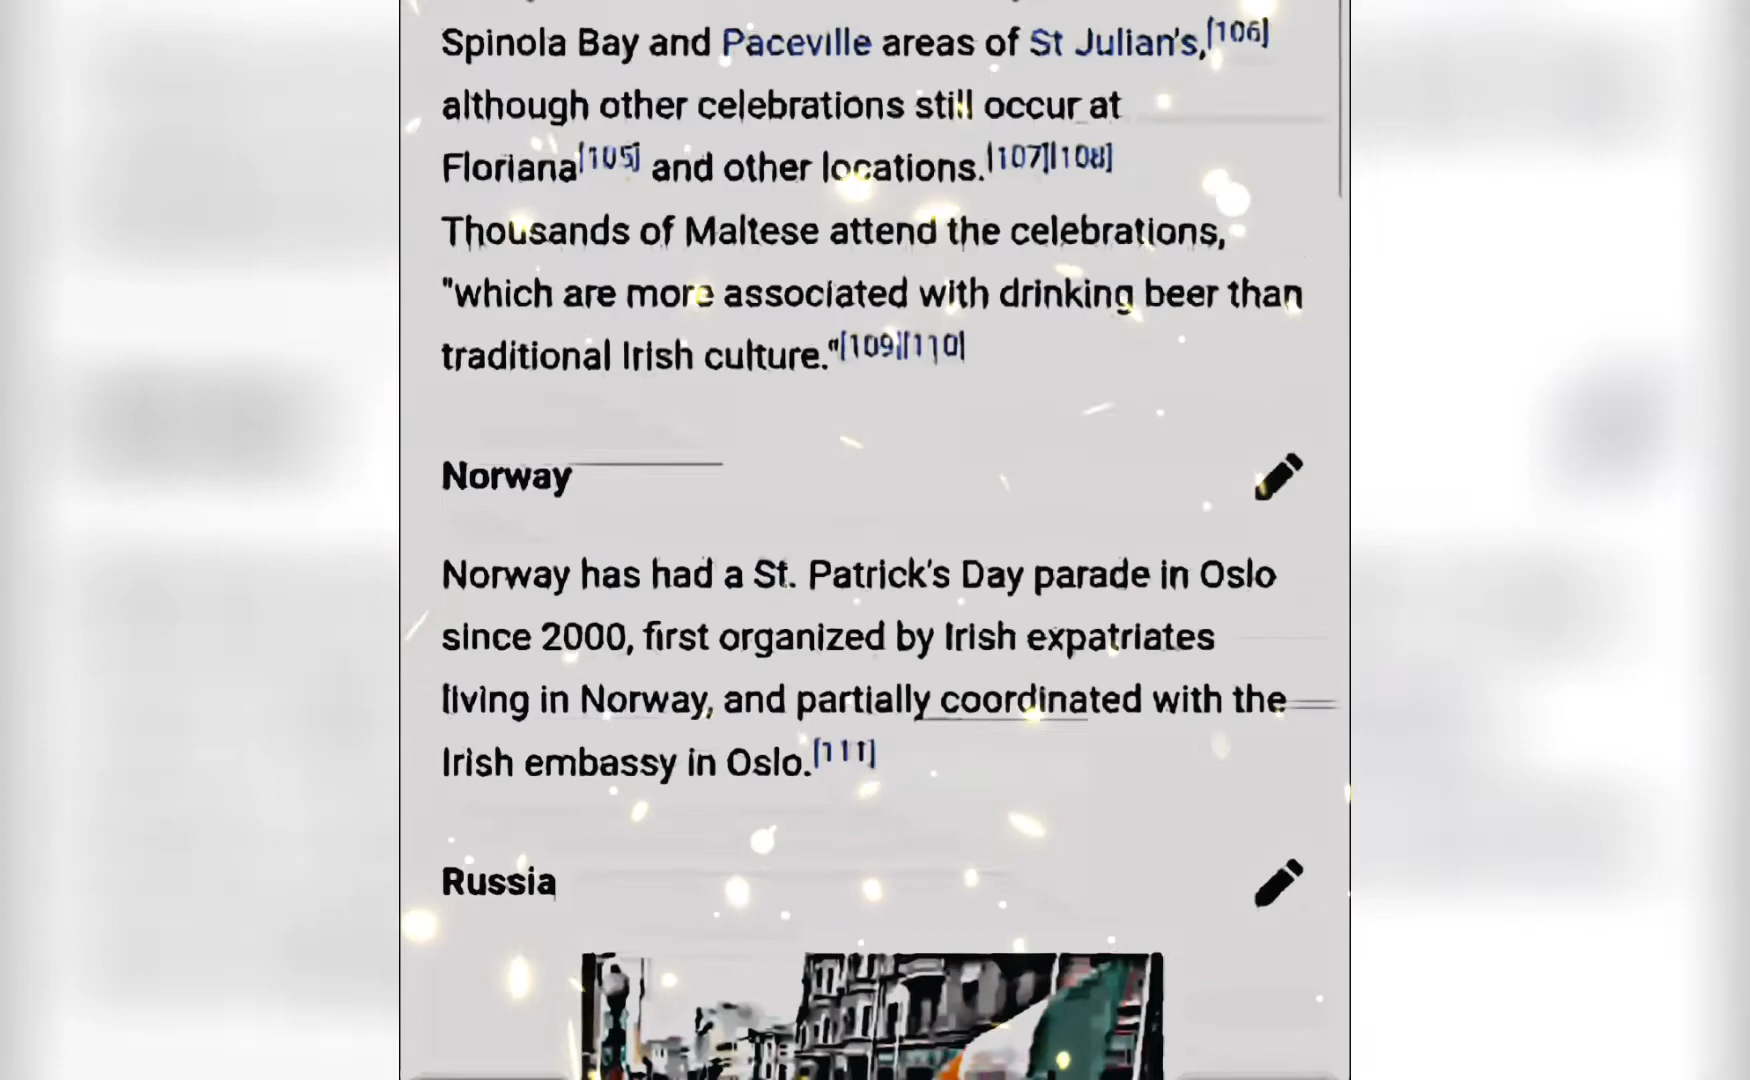 Spinola Bay and Paceville areas of St Julian's,[106]
although other celebrations still occur at
Floriana[105] and other locations.[107][108]
Thousands of Maltese attend the celebrations,
"which are more associated with drinking beer than
traditional Irish culture."[109][110]
Norway
Norway has had a St. Patrick's Day parade in Oslo
since 2000, first organized by Irish expatriates
living in Norway, and partially coordinated with the
Irish embassy in Oslo.[111]
Russia